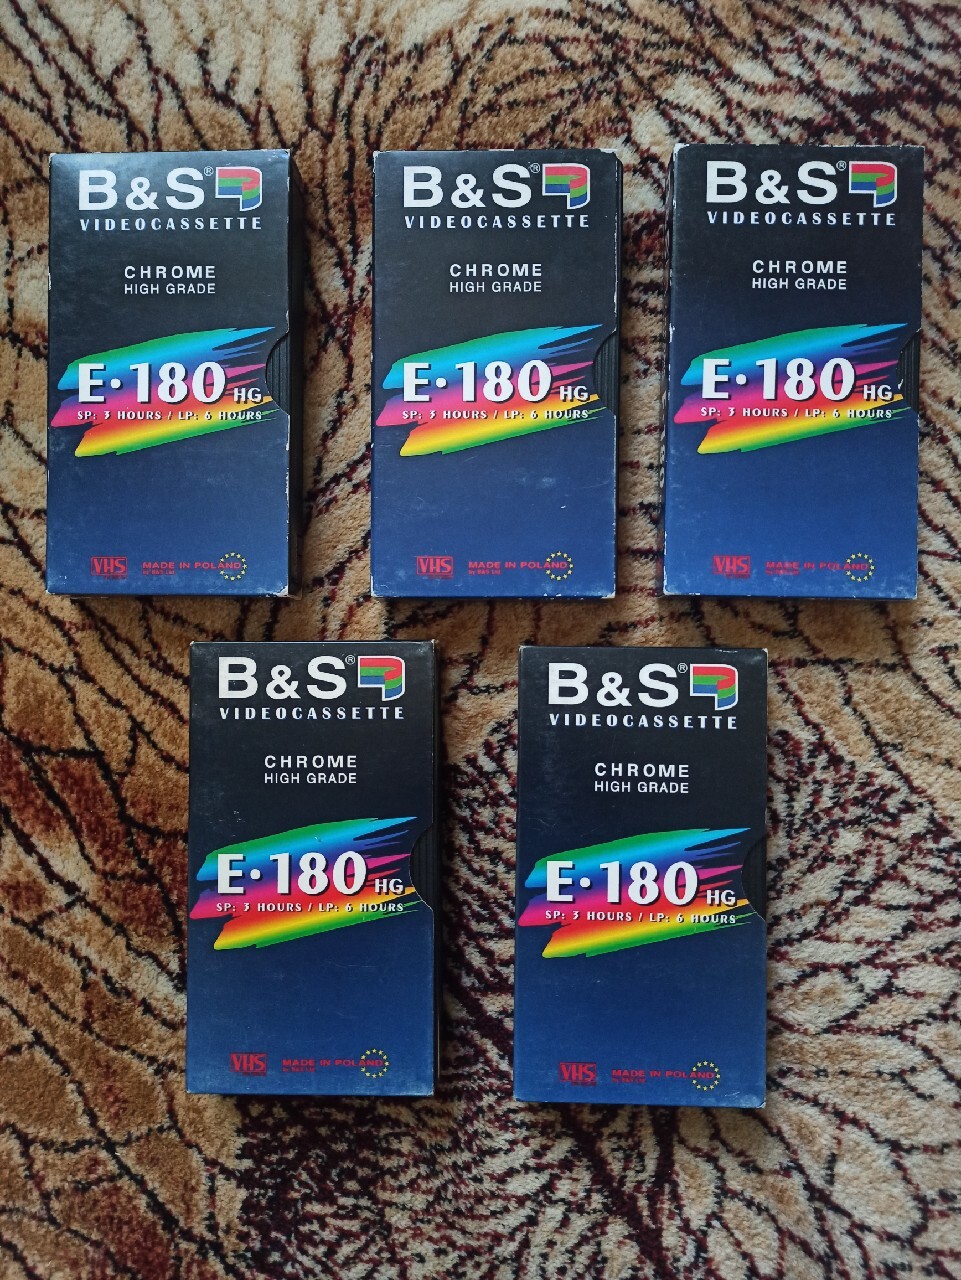 B&S®
VIDEOCASSETTE
CHROME
HIGH GRADE
E·180 HG
SP: 3 HOURS / LP: 6 HOURS
VHS MADE IN POLAND
B&S®
VIDEOCASSETTE
CHROME
HIGH GRADE
E·180 HG
SP: 3 HOURS / LP: 6 HOURS
VHS MADE IN POLAND
B&S®
VIDEOCASSETTE
CHROME
HIGH GRADE
E·180 HG
SP: 3 HOURS / LP: 6 HOURS
VHS MADE IN POLAND
B&S®
VIDEOCASSETTE
CHROME
HIGH GRADE
E·180 HG
SP: 3 HOURS / LP: 6 HOURS
VHS MADE IN POLAND
B&S®
VIDEOCASSETTE
CHROME
HIGH GRADE
E·180 HG
SP: 3 HOURS / LP: 6 HOURS
VHS MADE IN POLAND